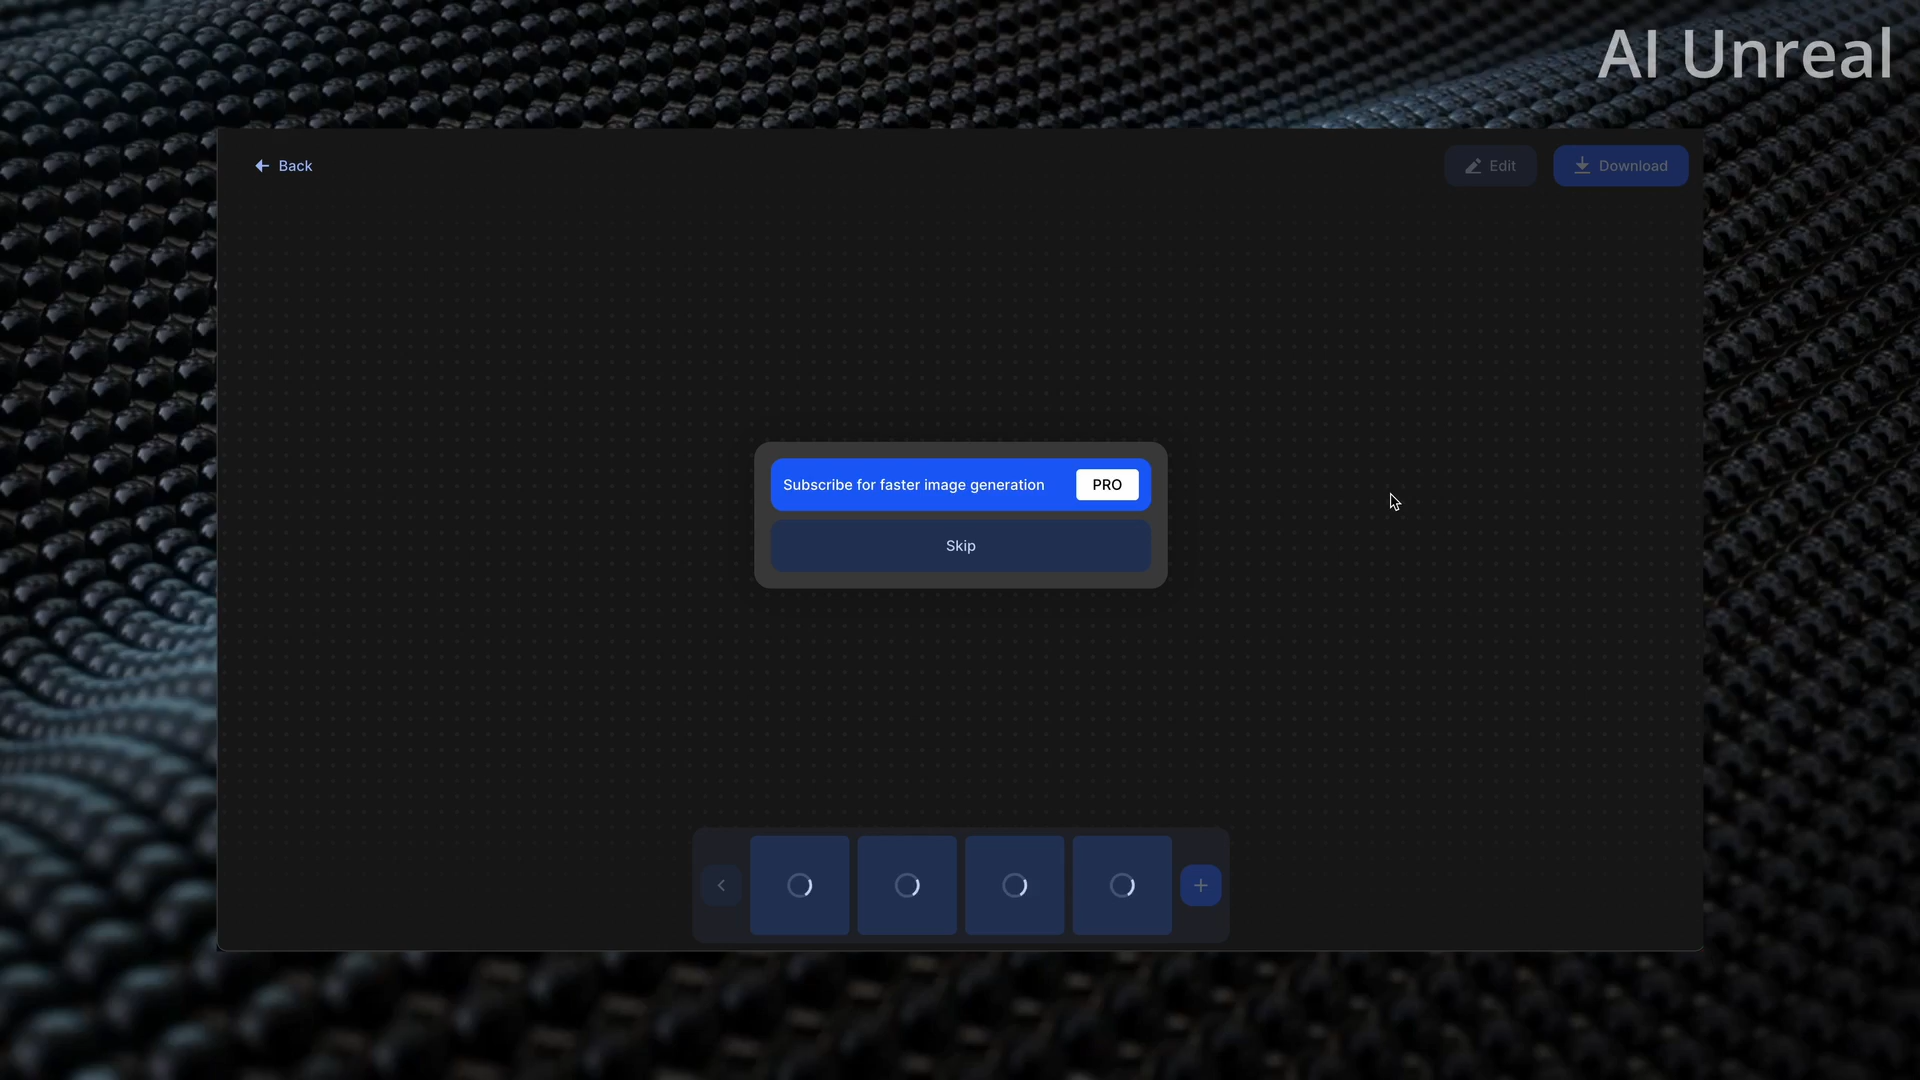 AI Unreal
Back
Edit
Download
Subscribe for faster image generation
PRO
Skip